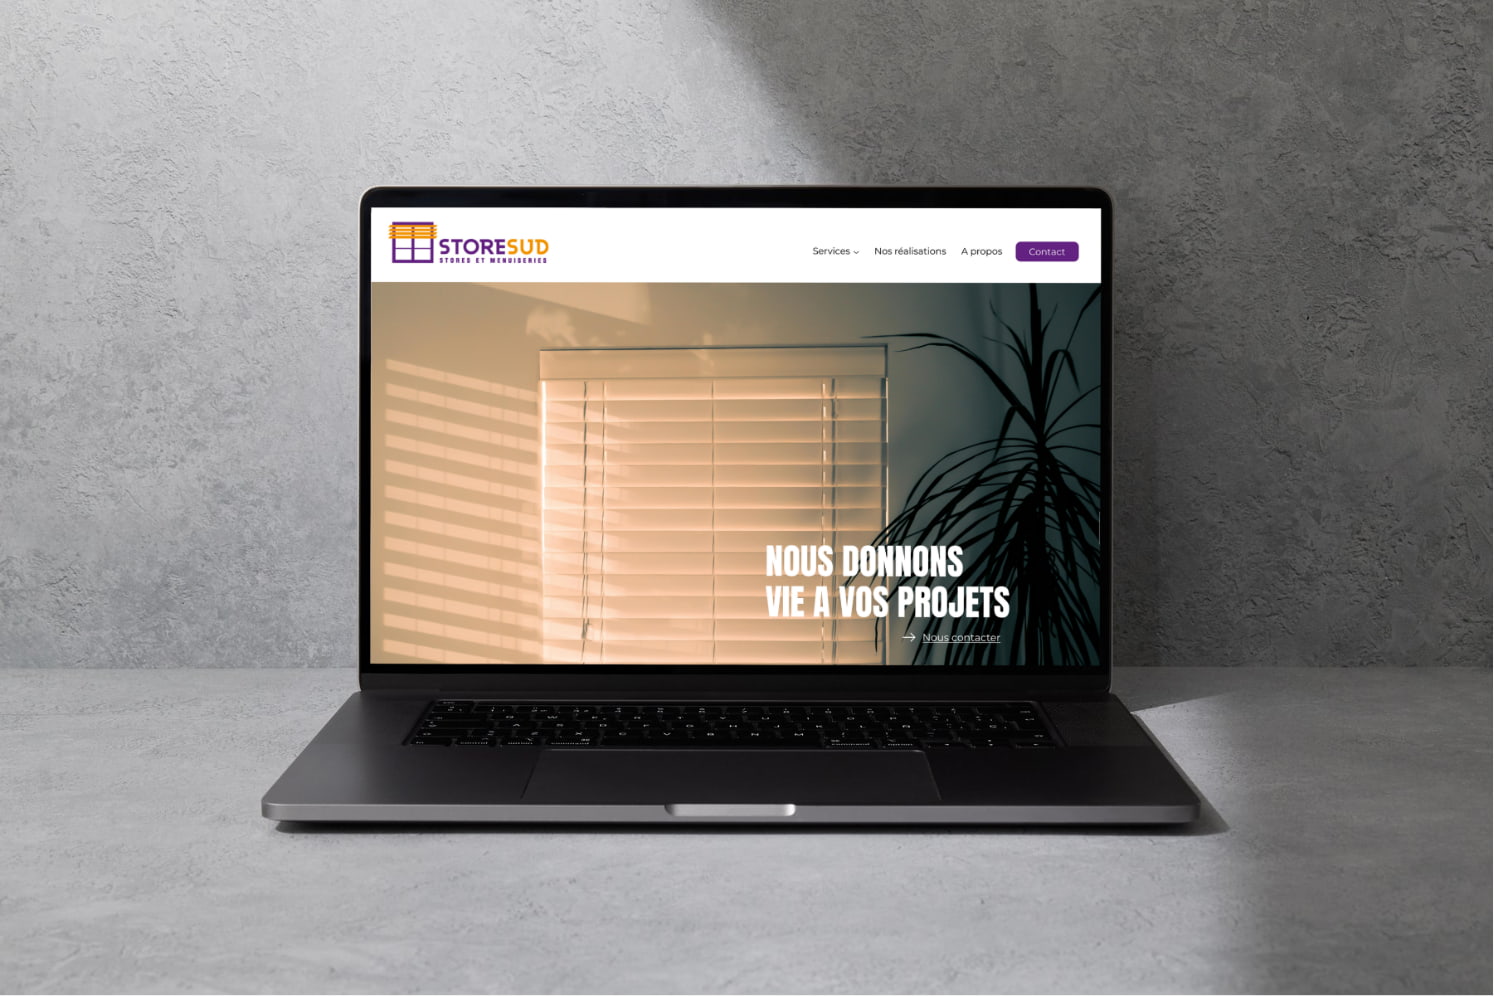 STORESUD
STORES ET MENUISERIES
Services
Nos réalisations
A propos
Contact
NOUS DONNONS
VIE A VOS PROJETS
→ Nous contacter